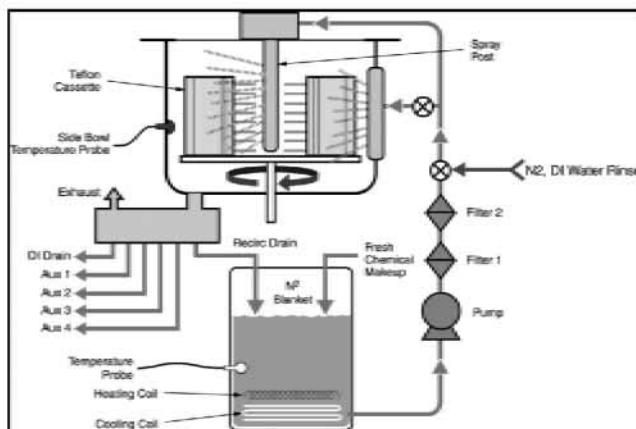 Spray
Post
Teflon
Cassette
Side Bowl
Temperature Probe
N2, DI Water Rinse
Exhaust
Filter 2
DI Drain
Aux 1
Aux 2
Aux 3
Aux 4
Recirc Drain
Fresh
Chemical
Makeup
Filter 1
N²
Blanket
Pump
Temperature
Probe
Heating Coil
Cooling Coil